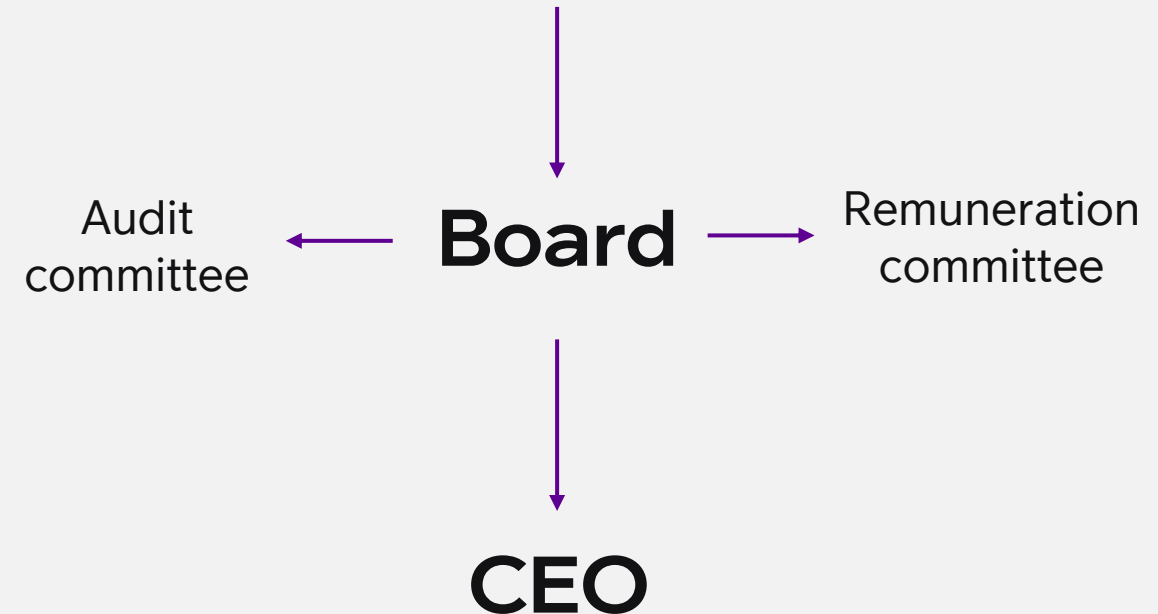 Audit
committee
Board
Remuneration
committee
CEO